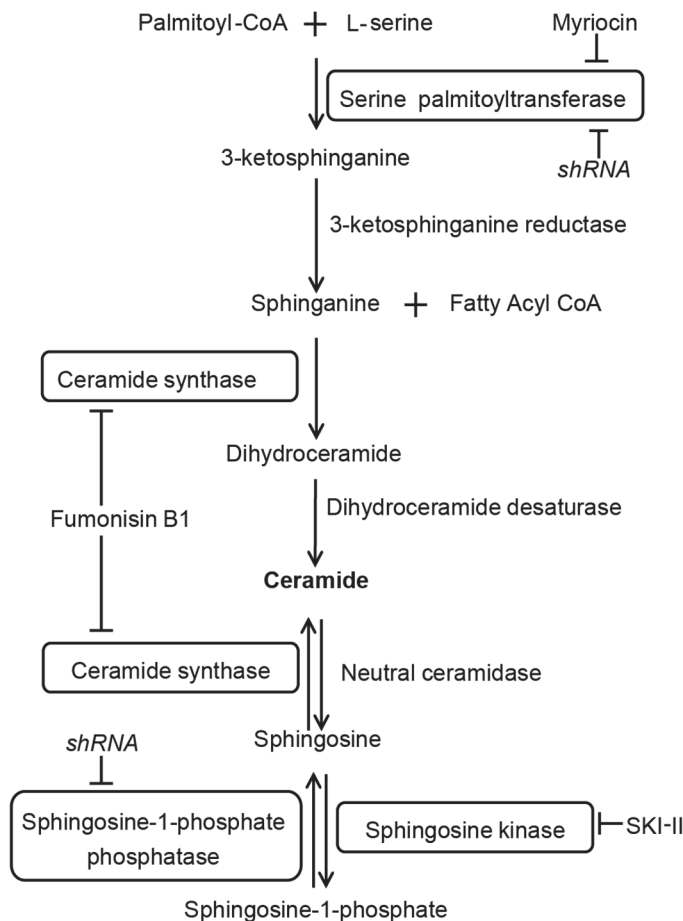 Palmitoyl-CoA + L-serine
Myriocin
Serine palmitoyltransferase
shRNA
3-ketosphinganine
3-ketosphinganine reductase
Sphinganine + Fatty Acyl CoA
Ceramide synthase
Dihydroceramide
Fumonisin B1
Dihydroceramide desaturase
Ceramide
Ceramide synthase
Neutral ceramidase
Sphingosine
shRNA
Sphingosine-1-phosphate
phosphatase
Sphingosine kinase
SKI-II
Sphingosine-1-phosphate